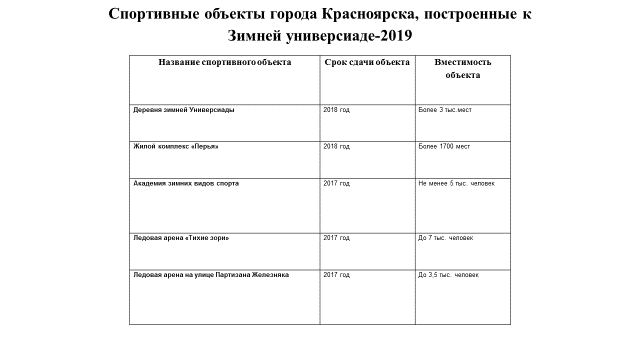 Спортивные объекты города Красноярска, построенные к
Зимней универсиаде-2019
Название спортивного объекта Срок сдачи объекта Вместимость
объекта
Деревня зимней Универсиады 2018 год Более 3 тыс.мест
Жилой комплекс «Перья» 2018 год Более 1700 мест
Академия зимних видов спорта 2017 год Не менее 5 тыс. человек
Ледовая арена «Тихие зори» 2017 год До 7 тыс. человек
Ледовая арена на улице Партизана Железняка 2017 год До 3,5 тыс. человек